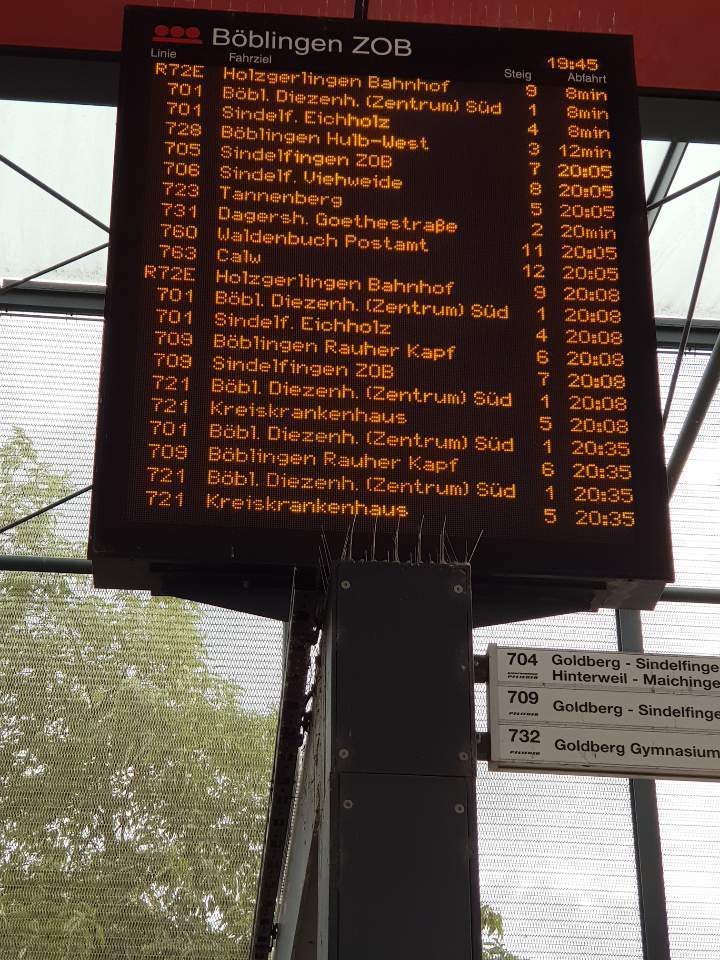 Böblingen ZOB
19:45
Linie Fahrziel Steig Abfahrt
R72E Holzgerlingen Bahnhof 9 8min
701 Böbl. Diezenh. (Zentrum) Süd 1 8min
701 Sindelf. Eichholz 4 8min
728 Böblingen Hulb-West 3 12min
705 Sindelfingen ZOB 7 20:05
706 Sindelf. Viehweide 8 20:05
723 Tannenberg 5 20:05
731 Dagersh. Goethestraße 2 20min
760 Waldenbuch Postamt 11 20:05
763 Calw 12 20:05
R72E Holzgerlingen Bahnhof 9 20:08
701 Böbl. Diezenh. (Zentrum) Süd 1 20:08
701 Sindelf. Eichholz 4 20:08
709 Böblingen Rauher Kapf 6 20:08
709 Sindelfingen ZOB 7 20:08
721 Böbl. Diezenh. (Zentrum) Süd 1 20:08
721 Kreiskrankenhaus 5 20:08
701 Böbl. Diezenh. (Zentrum) Süd 1 20:35
709 Böblingen Rauher Kapf 6 20:35
721 Böbl. Diezenh. (Zentrum) Süd 1 20:35
721 Kreiskrankenhaus 5 20:35
704 Goldberg - Sindelfinge
Hinterweil - Maichinge
709 Goldberg - Sindelfinge
732 Goldberg Gymnasium